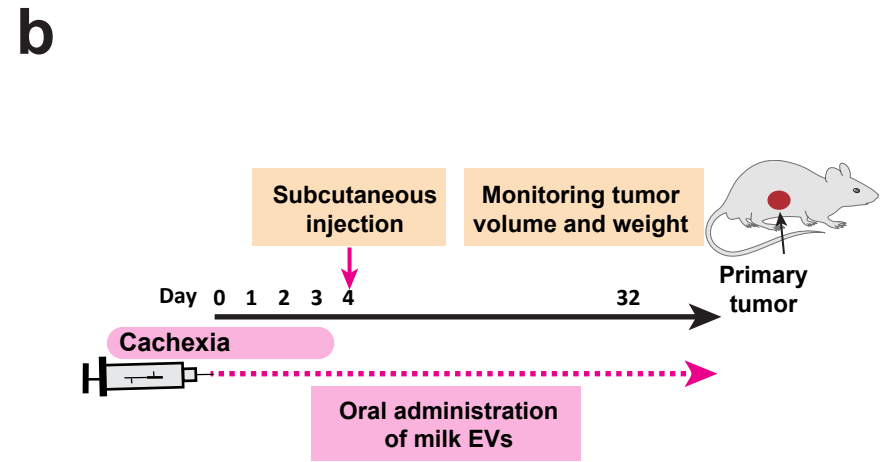 b
Subcutaneous
injection
Monitoring tumor
volume and weight
Primary
tumor
Day 0 1 2 3 4 32
Cachexia
Oral administration
of milk EVs